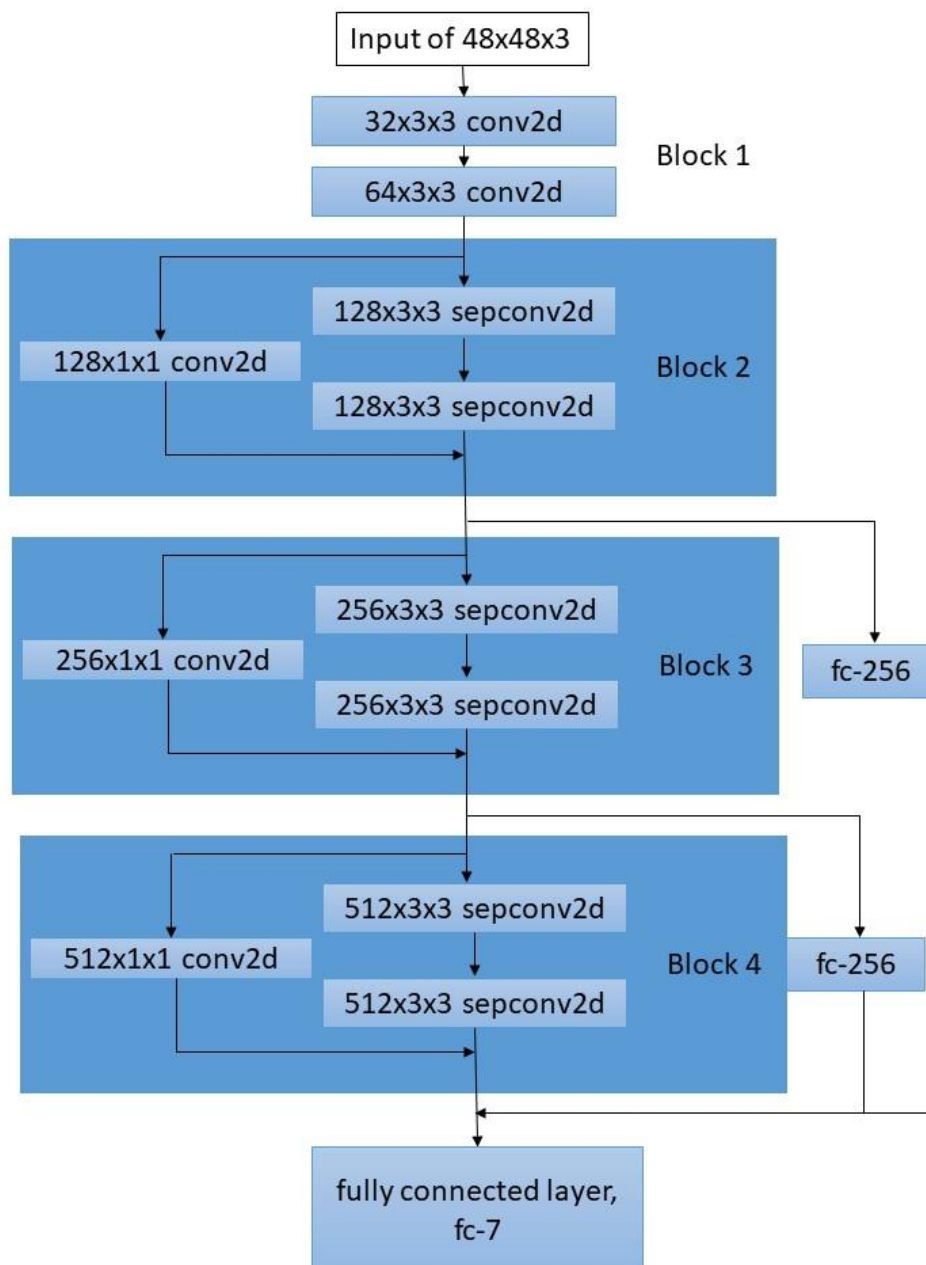 Input of 48x48x3
32x3x3 conv2d
Block 1
64x3x3 conv2d
128x3x3 sepconv2d
128x1x1 conv2d
Block 2
128x3x3 sepconv2d
256x3x3 sepconv2d
256x1x1 conv2d
Block 3
fc-256
256x3x3 sepconv2d
512x3x3 sepconv2d
512x1x1 conv2d
Block 4
fc-256
512x3x3 sepconv2d
fully connected layer,
fc-7